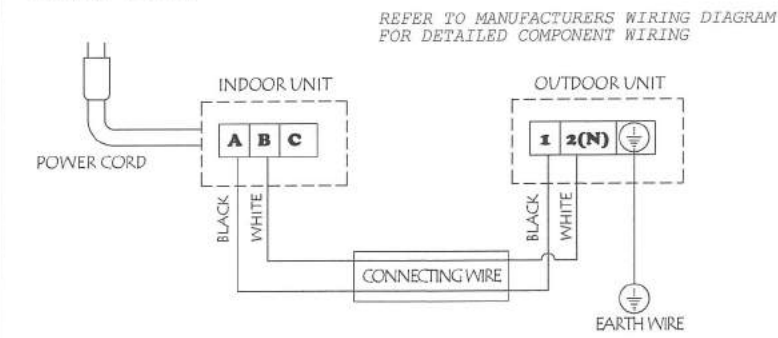 REFER TO MANUFACTURERS WIRING DIAGRAM
FOR DETAILED COMPONENT WIRING
INDOOR UNIT
OUTDOOR UNIT
A B C
1 2(N)
POWER CORD
BLACK
WHITE
BLACK
WHITE
CONNECTING WIRE
EARTH WIRE